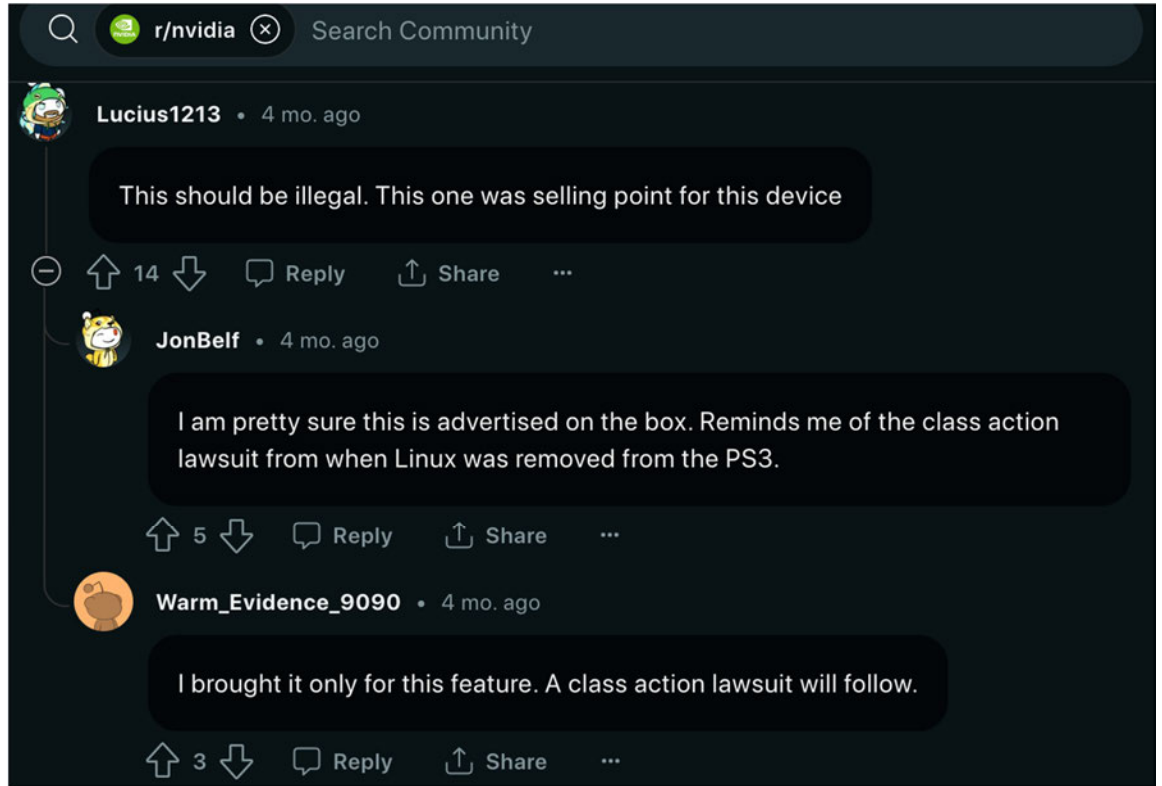 r/nvidia Search Community
Lucius1213 • 4 mo. ago
This should be illegal. This one was selling point for this device
14 Reply Share ...
JonBelf • 4 mo. ago
I am pretty sure this is advertised on the box. Reminds me of the class action
lawsuit from when Linux was removed from the PS3.
5 Reply Share ...
Warm_Evidence_9090 • 4 mo. ago
I brought it only for this feature. A class action lawsuit will follow.
3 Reply Share ...